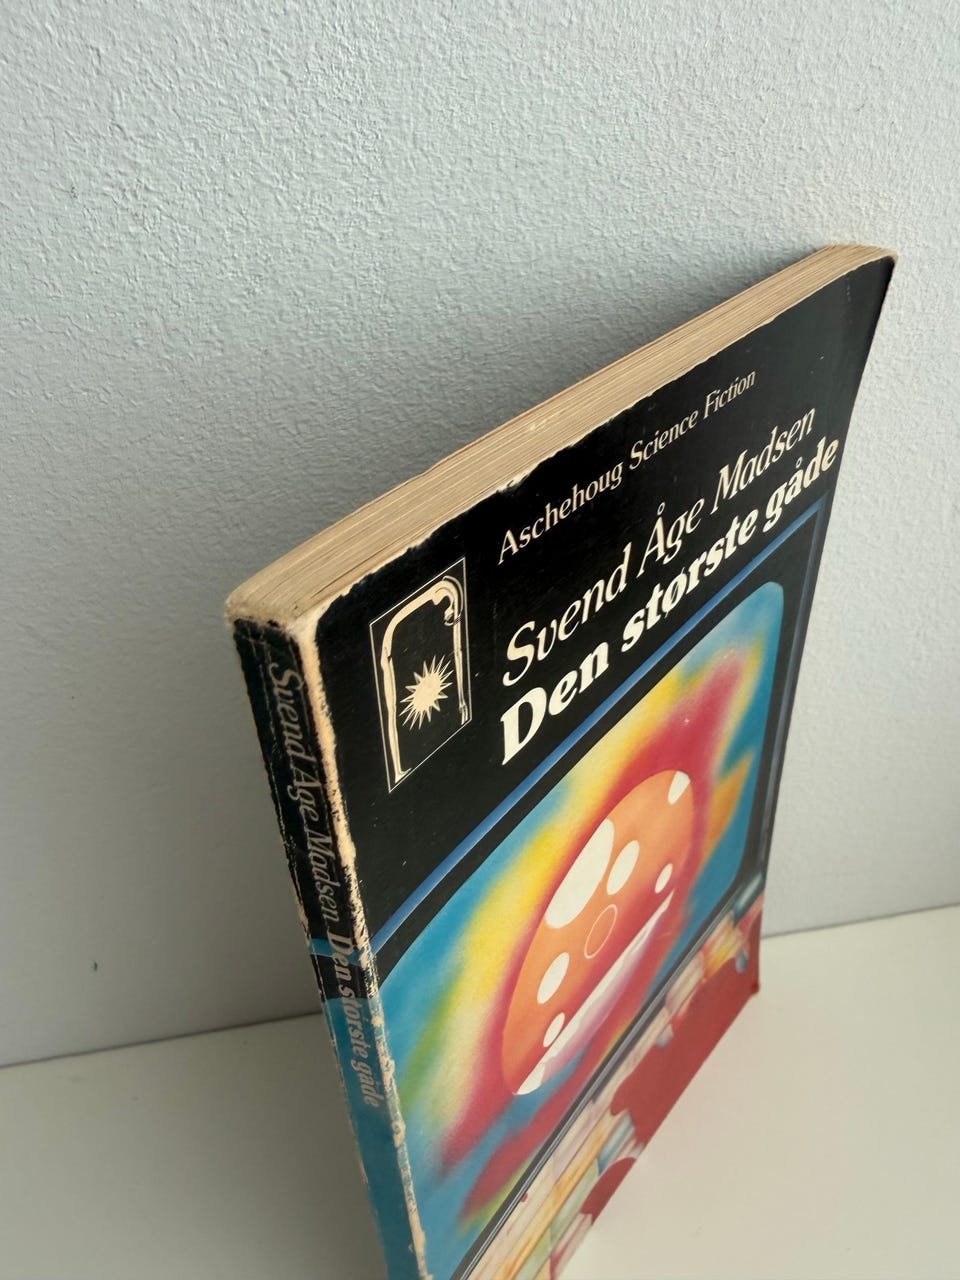 Aschehoug Science Fiction
Svend Åge Madsen
Den største gåde
Svend Åge Madsen Den største gåde